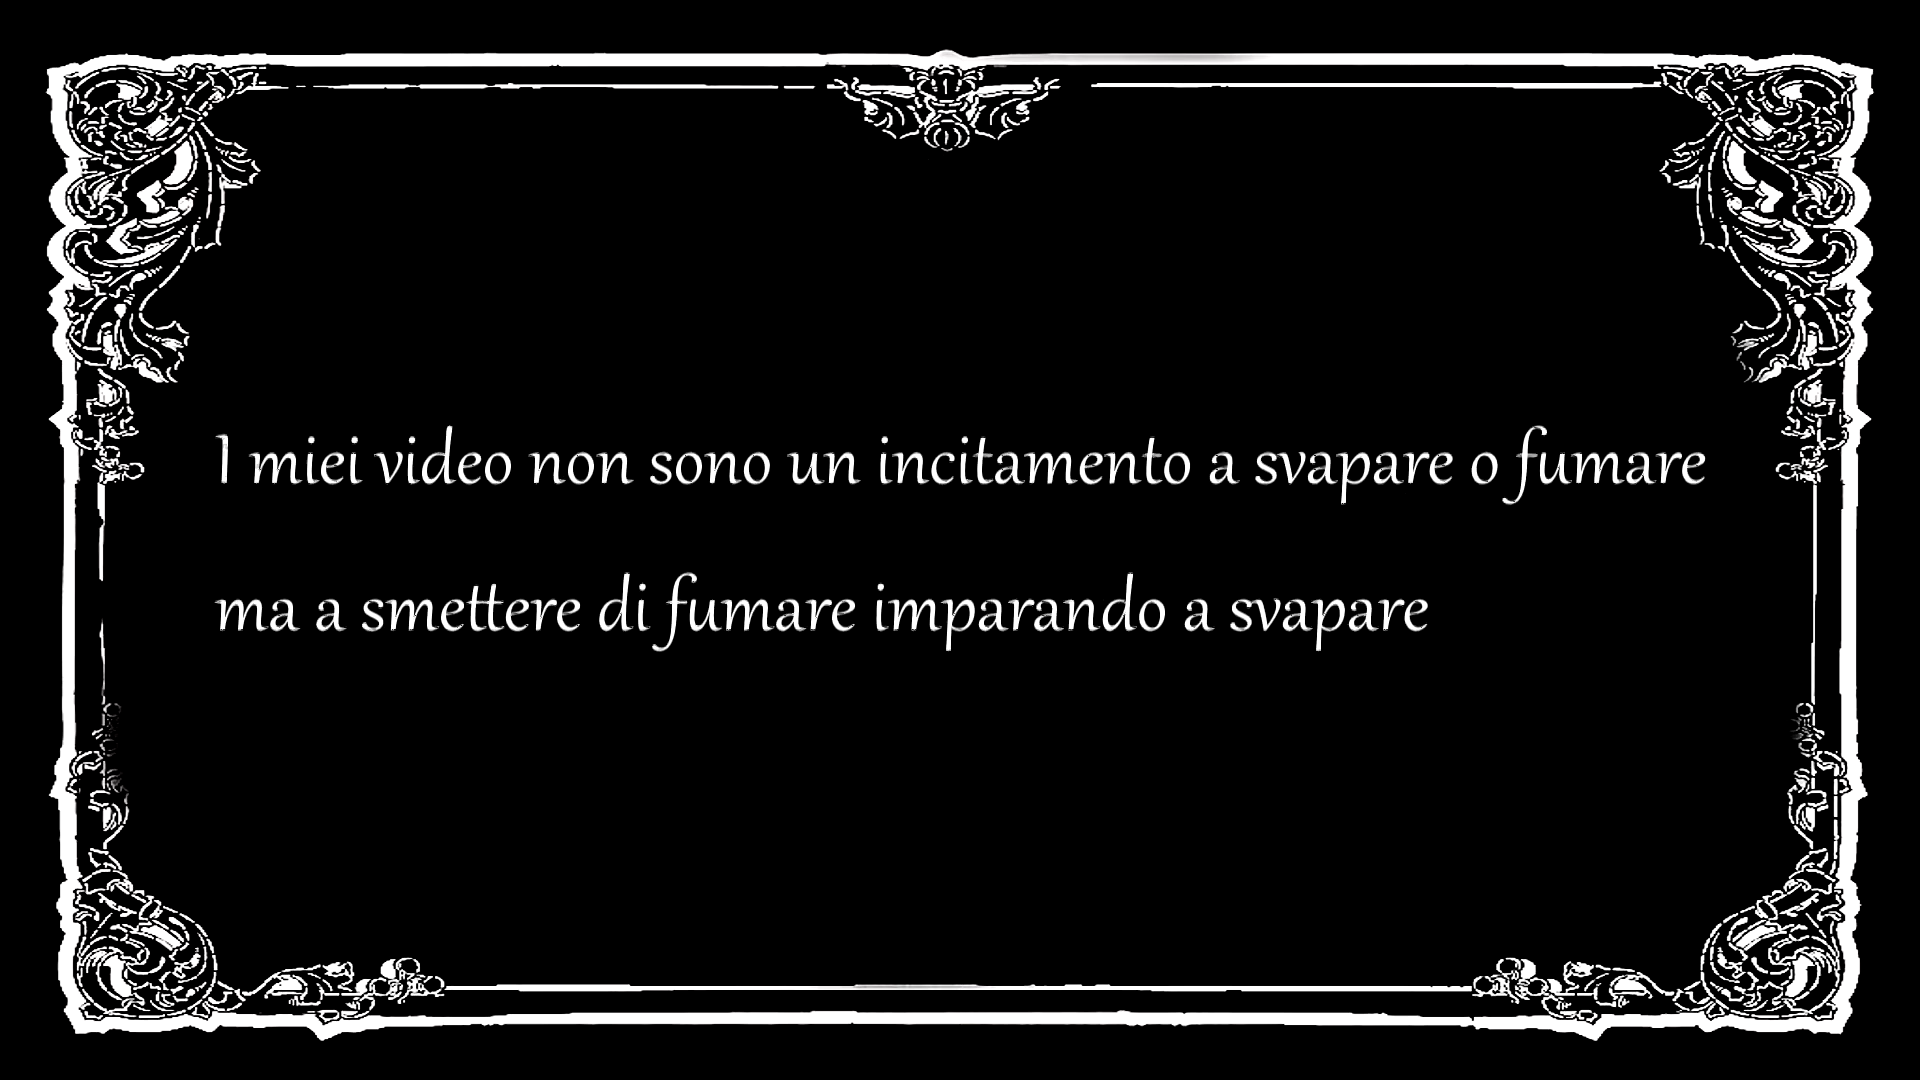 I miei video non sono un incitamento a svapare o fumare
ma a smettere di fumare imparando a svapare